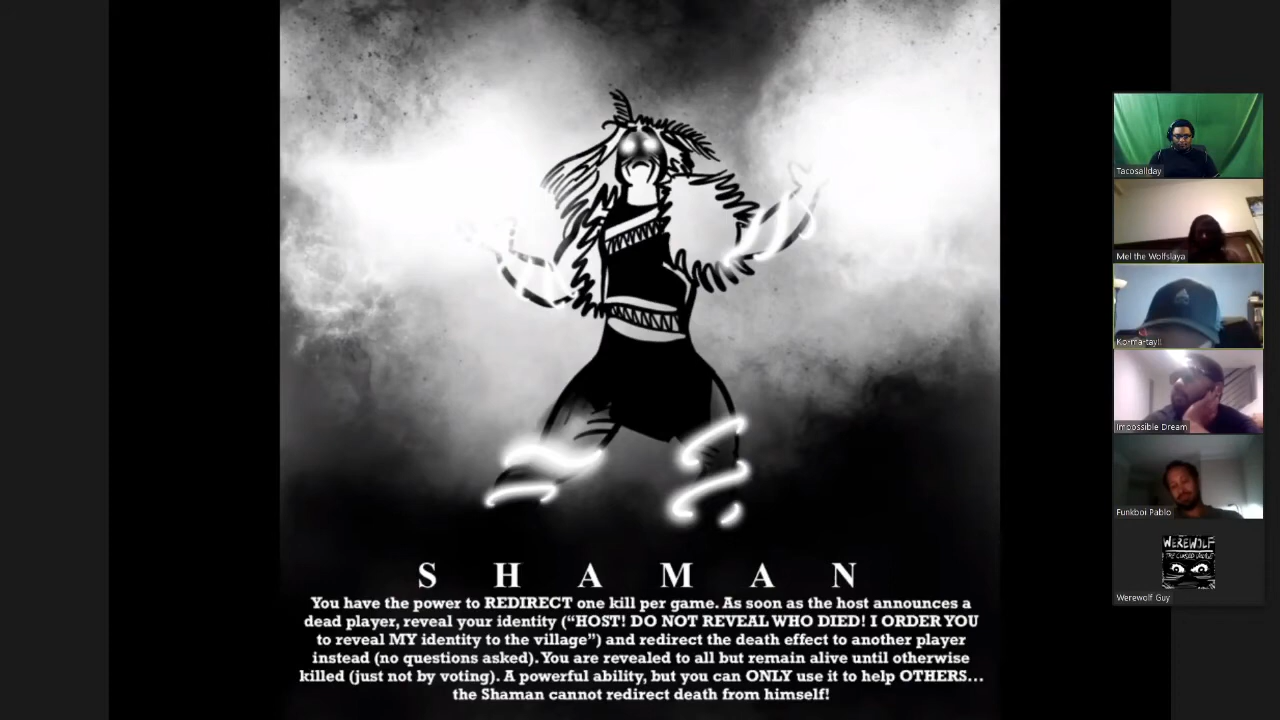 S H A M A N
You have the power to REDIRECT one kill per game. As soon as the host announces a
dead player, reveal your identity (“HOST! DO NOT REVEAL WHO DIED! I ORDER YOU
to reveal MY identity to the village”) and redirect the death effect to another player
instead (no questions asked). You are revealed to all but remain alive until otherwise
killed (just not by voting). A powerful ability, but you can ONLY use it to help OTHERS...
the Shaman cannot redirect death from himself!
Tacosallday
Mel the Wolfslaya
Ko-ma-tayl!
Impossible Dream
Funkboi Pablo
WEREWOLF
Werewolf Guy